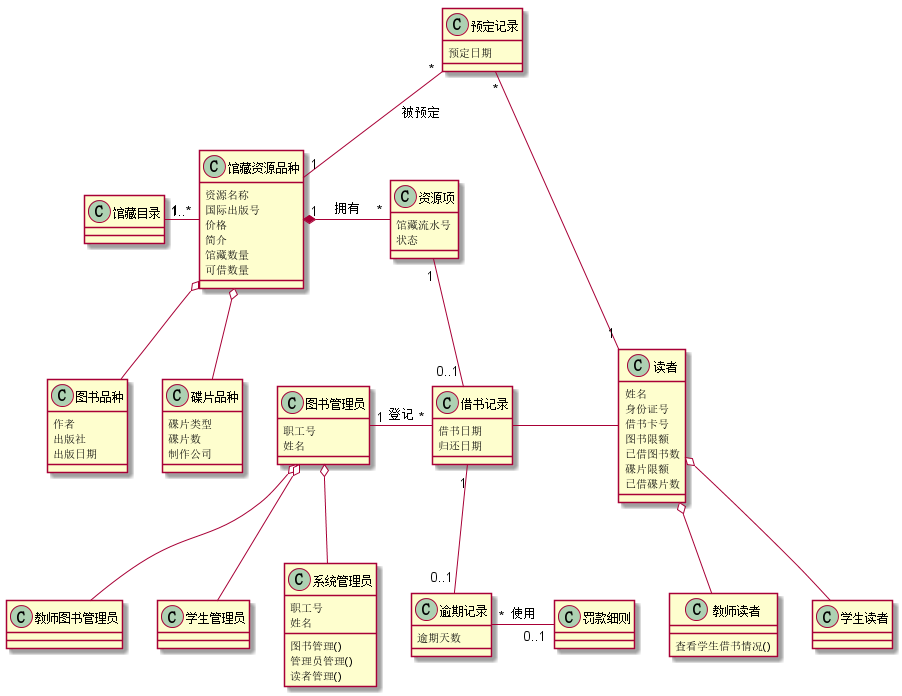 C 预定记录
预定日期
*
*
被预定
1
C 馆藏资源品种
资源名称
国际出版号
价格
简介
馆藏数量
可借数量
C 馆藏目录
1..*
1
拥有
*
C 资源项
馆藏流水号
状态
1
0..1
1
C 读者
姓名
身份证号
借书卡号
图书限额
已借图书数
碟片限额
已借碟片数
C 图书品种
作者
出版社
出版日期
C 碟片品种
碟片类型
碟片数
制作公司
C 图书管理员
职工号
姓名
1
登记
*
C 借书记录
借书日期
归还日期
1
0..1
C 教师图书管理员
C 学生管理员
C 系统管理员
职工号
姓名
图书管理()
管理员管理()
读者管理()
C 逾期记录
逾期天数
*
使用
0..1
C 罚款细则
C 教师读者
查看学生借书情况()
C 学生读者